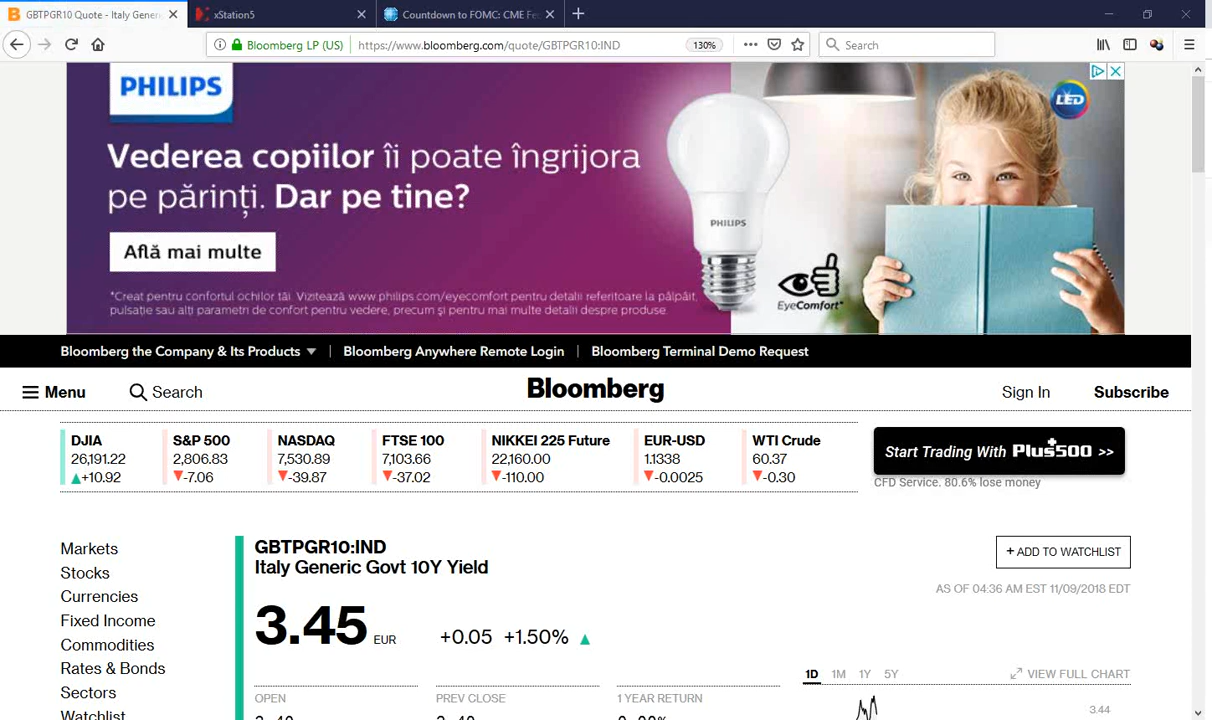 GBTPGR10 Quote - Italy Gener
xStation5
Countdown to FOMC: CME Fe
Bloomberg LP (US)
https://www.bloomberg.com/quote/GBTPGR10:IND
130%
Search
PHILIPS
LED
Vederea copiilor îi poate îngrijora
pe părinți. Dar pe tine?
PHILIPS
Află mai multe
EyeComfort*
*Creat pentru confortul ochilor tăi. Vizitează www.philips.com/eyecomfort pentru detalii referitoare la pâlpâit,
pulsație sau alți parametri de confort pentru vedere, precum și pentru mai multe detalii despre produse.
Bloomberg the Company & Its Products
Bloomberg Anywhere Remote Login
Bloomberg Terminal Demo Request
Menu
Search
Bloomberg
Sign In
Subscribe
DJIA
26,191.22
+10.92
S&P 500
2,806.83
-7.06
NASDAQ
7,530.89
-39.87
FTSE 100
7,103.66
-37.02
NIKKEI 225 Future
22,160.00
-110.00
EUR-USD
1.1338
-0.0025
WTI Crude
60.37
-0.30
Start Trading With Plus500 >>
CFD Service. 80.6% lose money
Markets
Stocks
Currencies
Fixed Income
Commodities
Rates & Bonds
Sectors
Watchlist
GBTPGR10:IND
Italy Generic Govt 10Y Yield
+ ADD TO WATCHLIST
AS OF 04:36 AM EST 11/09/2018 EDT
3.45 EUR +0.05 +1.50%
1D 1M 1Y 5Y
VIEW FULL CHART
OPEN
PREV CLOSE
1 YEAR RETURN
3.44